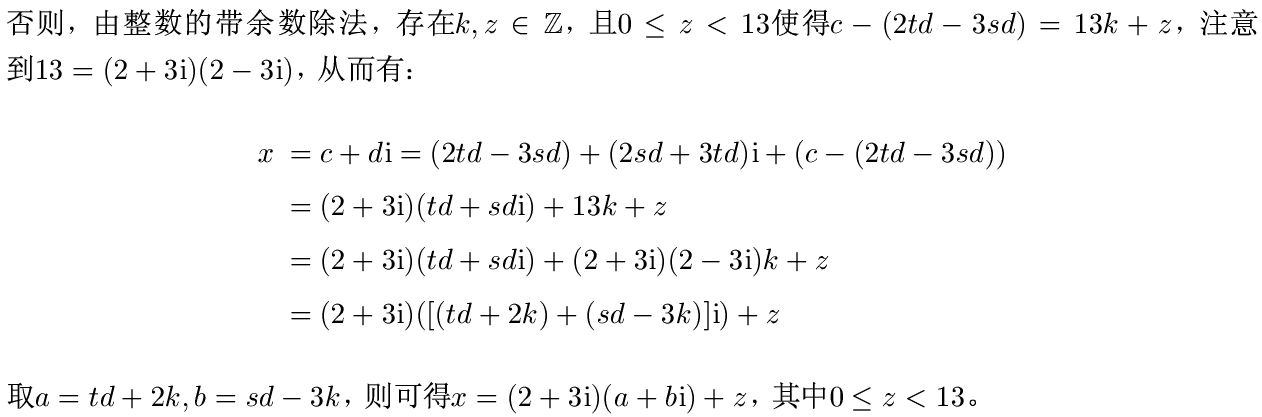 否则，由整数的带余数除法，存在k, z ∈ ℤ，且0 ≤ z < 13使得c − (2td − 3sd) = 13k + z，注意
到13 = (2 + 3i)(2 − 3i)，从而有：
x = c + di = (2td − 3sd) + (2sd + 3td)i + (c − (2td − 3sd))
= (2 + 3i)(td + sdi) + 13k + z
= (2 + 3i)(td + sdi) + (2 + 3i)(2 − 3i)k + z
= (2 + 3i)([(td + 2k) + (sd − 3k)]i) + z
取a = td + 2k, b = sd − 3k，则可得x = (2 + 3i)(a + bi) + z，其中0 ≤ z < 13。